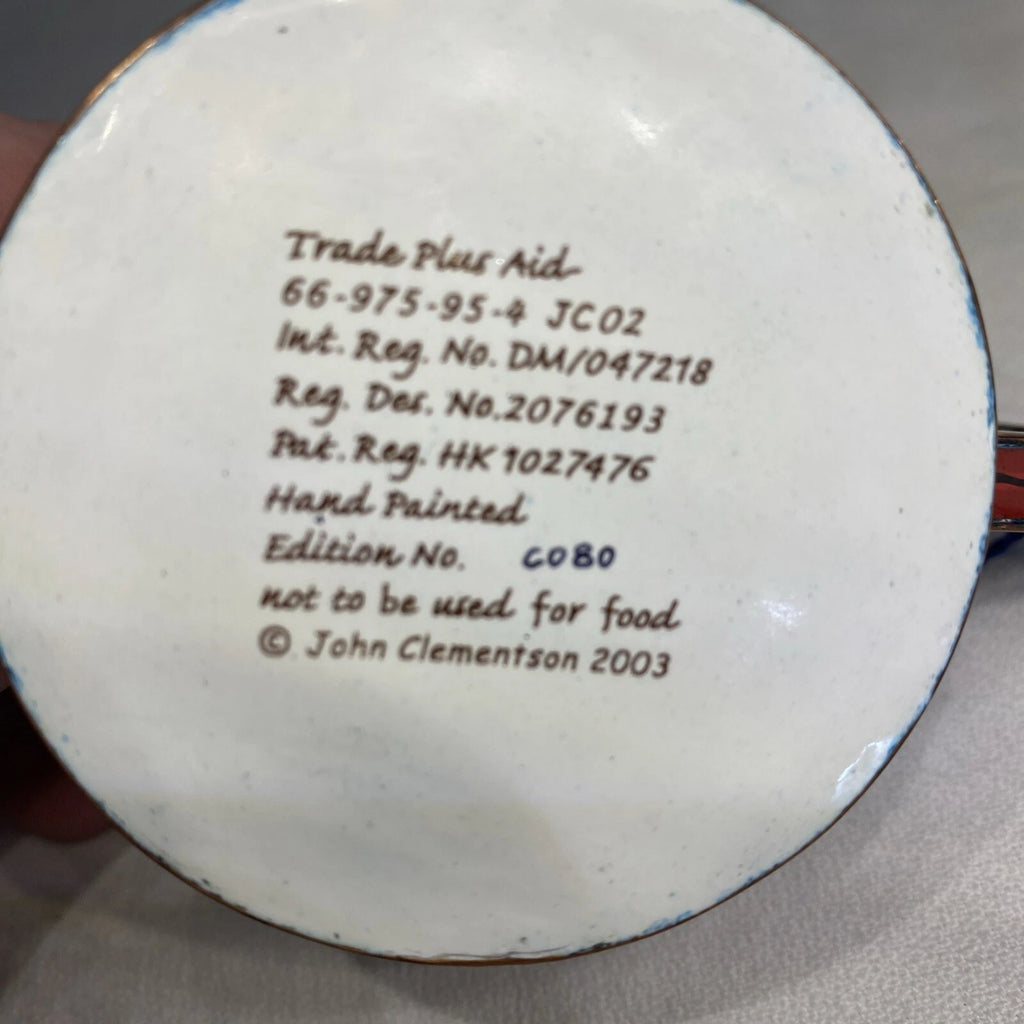 Trade Plus Aid
66-975-95-4 JC02
Int. Reg. No. DM/047218
Reg. Des. No.2076193
Pat. Reg. HK 1027476
Hand Painted
Edition No. C080
not to be used for food
© John Clementson 2003